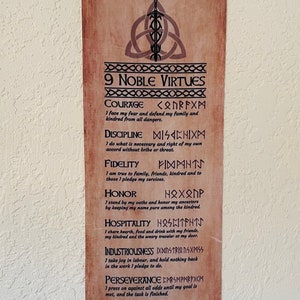 9 Noble Virtues
Courage
I face my fear and defend my family and
kindred from all dangers.
Discipline
I do what is necessary and right of my own
accord without bribe or threat.
Fidelity
I am true to family, friends, kindred and to
those I pledge my services.
Honor
I stand by my oaths and honor my ancestors
by keeping my name pure among the kindred.
Hospitality
I share hearth, food and drink with my friends,
my kindred and the weary traveler at my door.
Industriousness
I take joy in labour, and hold nothing back
in the work I pledge to do.
Perseverance
I press on against all odds until my goal is
met, and the task is finished.